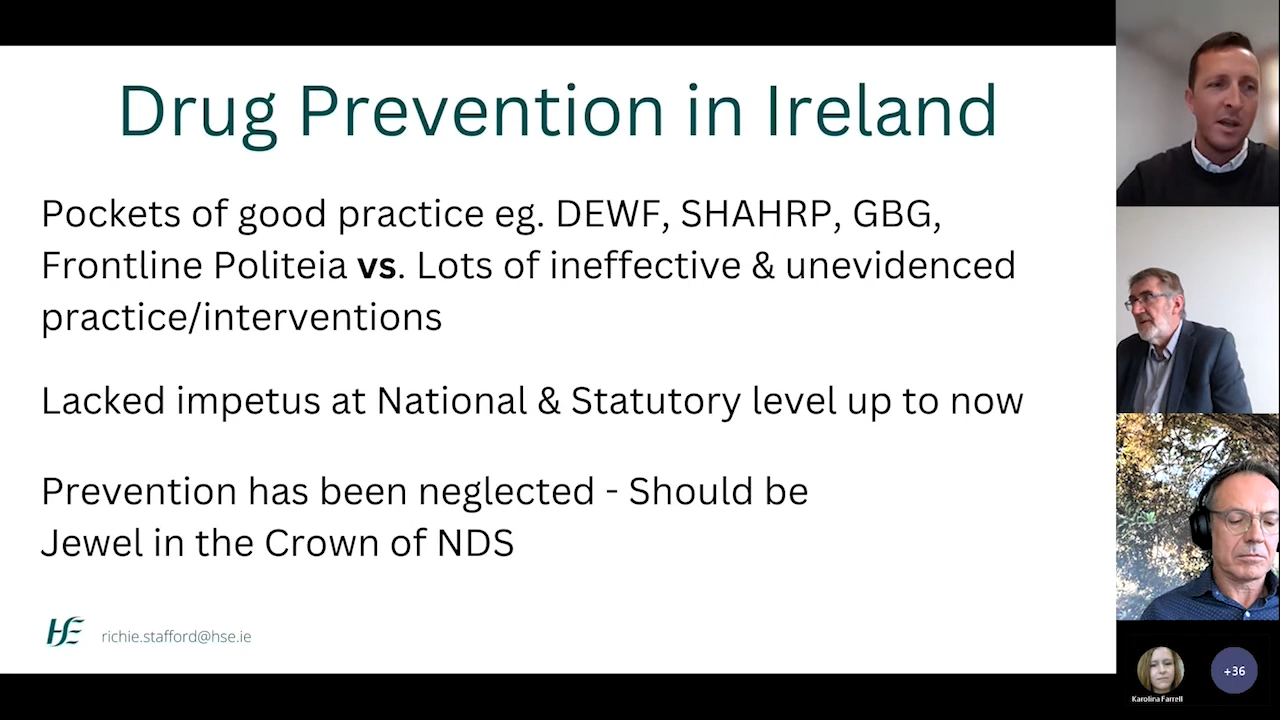 Drug Prevention in Ireland
Pockets of good practice eg. DEWF, SHAHRP, GBG,
Frontline Politeia vs. Lots of ineffective & unevidenced
practice/interventions
Lacked impetus at National & Statutory level up to now
Prevention has been neglected - Should be
Jewel in the Crown of NDS
HSE richie.stafford@hse.ie
Karolina Farrell
+36